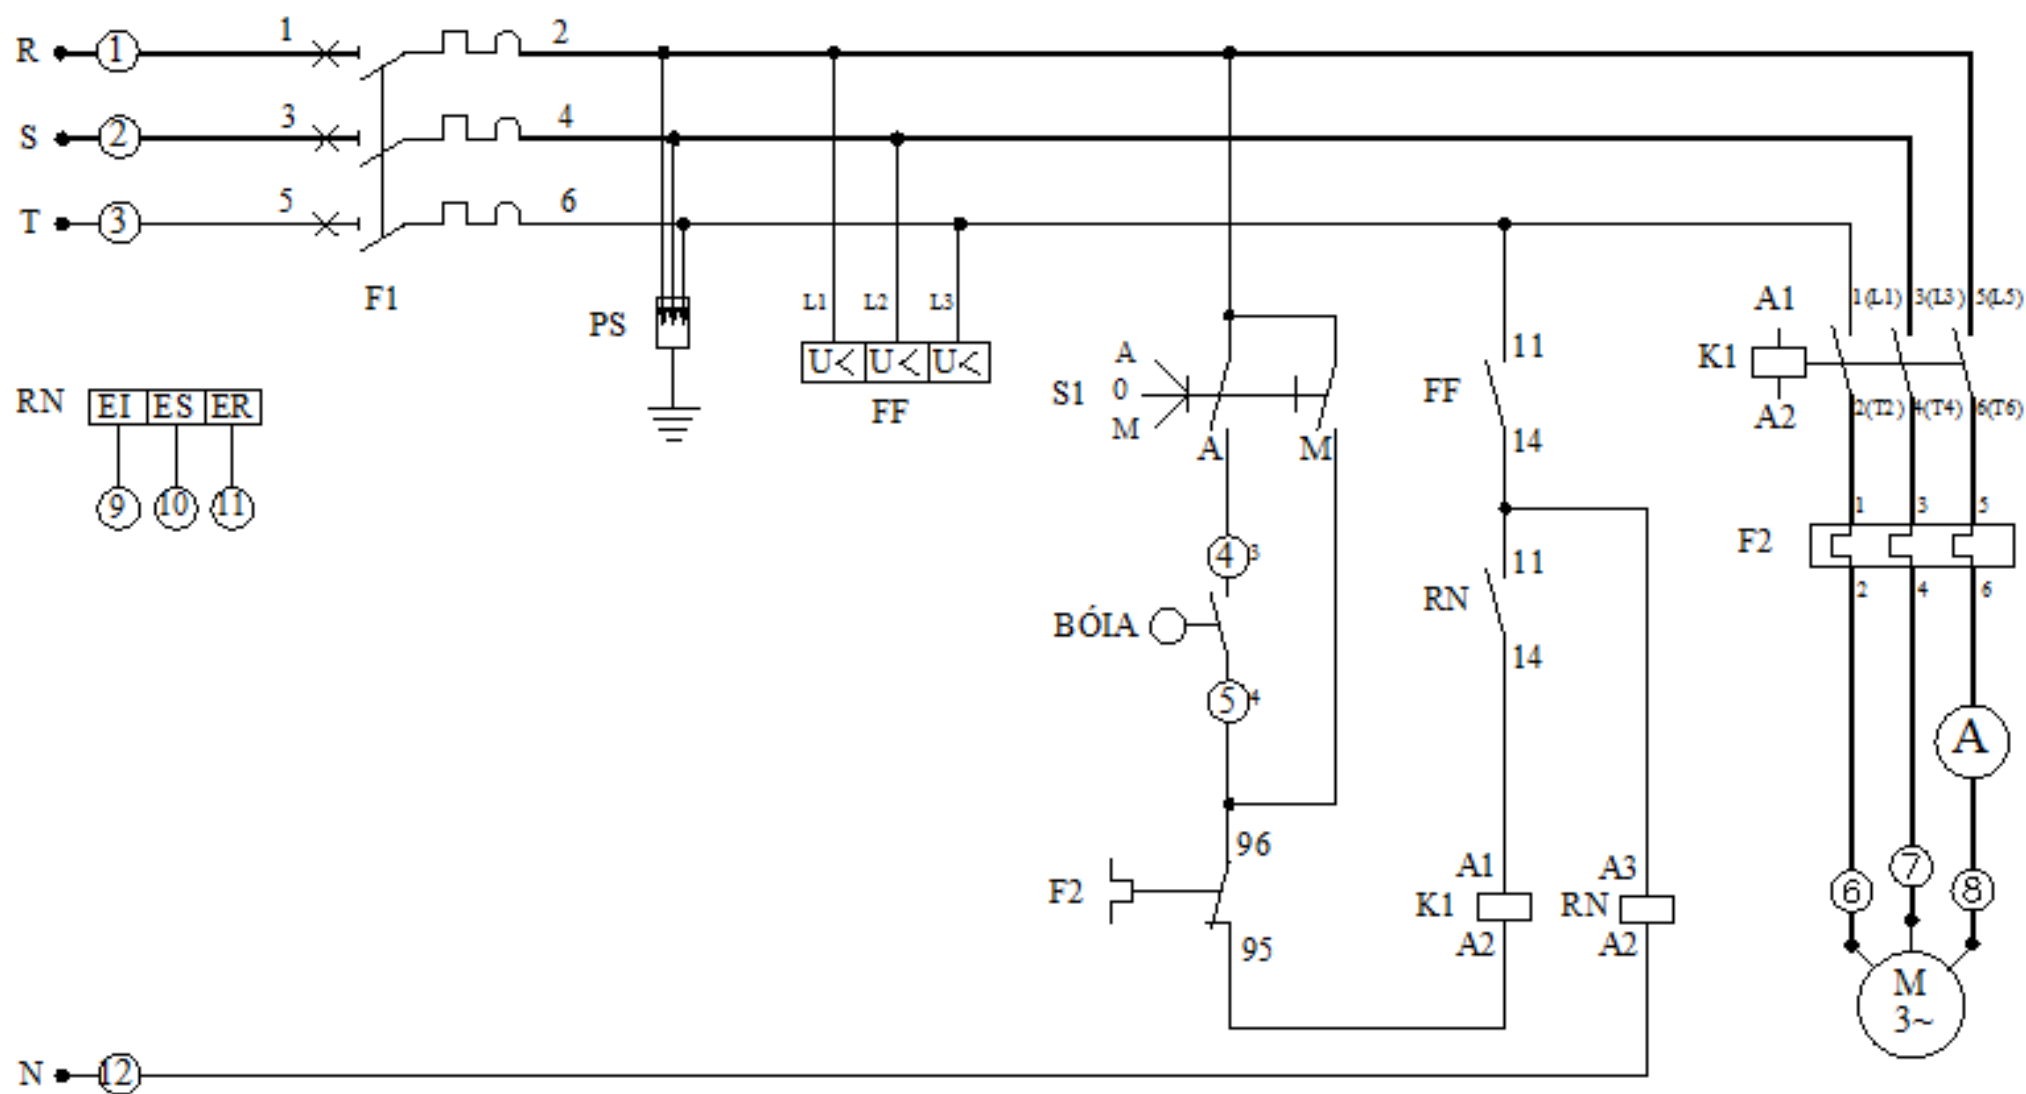 R 1 1 2
S 2 3 4
T 3 5 6
F1
PS
L1 L2 L3
U< U< U<
FF
RN EI ES ER
9 10 11
S1
A
0
M
A M
4 3
BÓIA
5 4
96
F2
95
FF
11
14
RN
11
14
A1
K1
A2
A3
RN
A2
A1 1(L1) 3(L3) 5(L5)
K1
A2 2(T2) 4(T4) 6(T6)
1 3 5
F2
2 4 6
A
6 7 8
M
3~
N 12